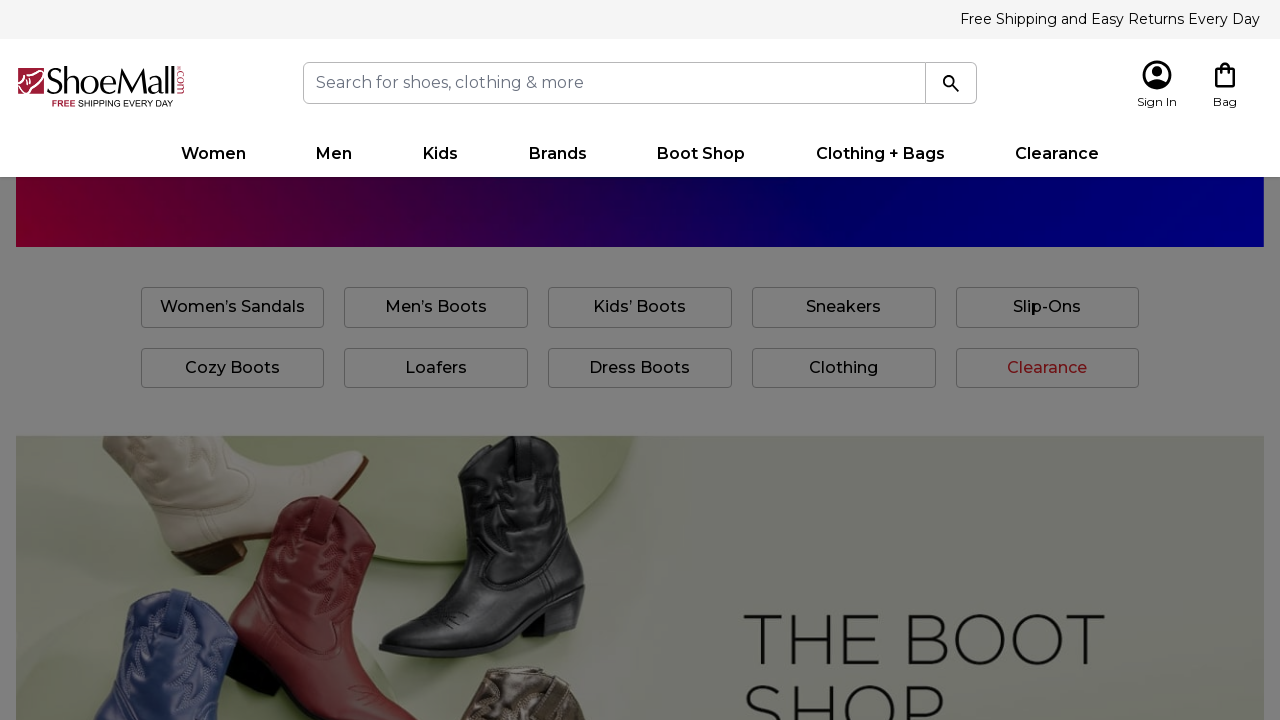 Free Shipping and Easy Returns Every Day
ShoeMall.com
FREE SHIPPING EVERY DAY
Search for shoes, clothing & more
Sign In
Bag
Women Men Kids Brands Boot Shop Clothing + Bags Clearance
Women’s Sandals Men’s Boots Kids’ Boots Sneakers Slip-Ons
Cozy Boots Loafers Dress Boots Clothing Clearance
THE BOOT
SHOP